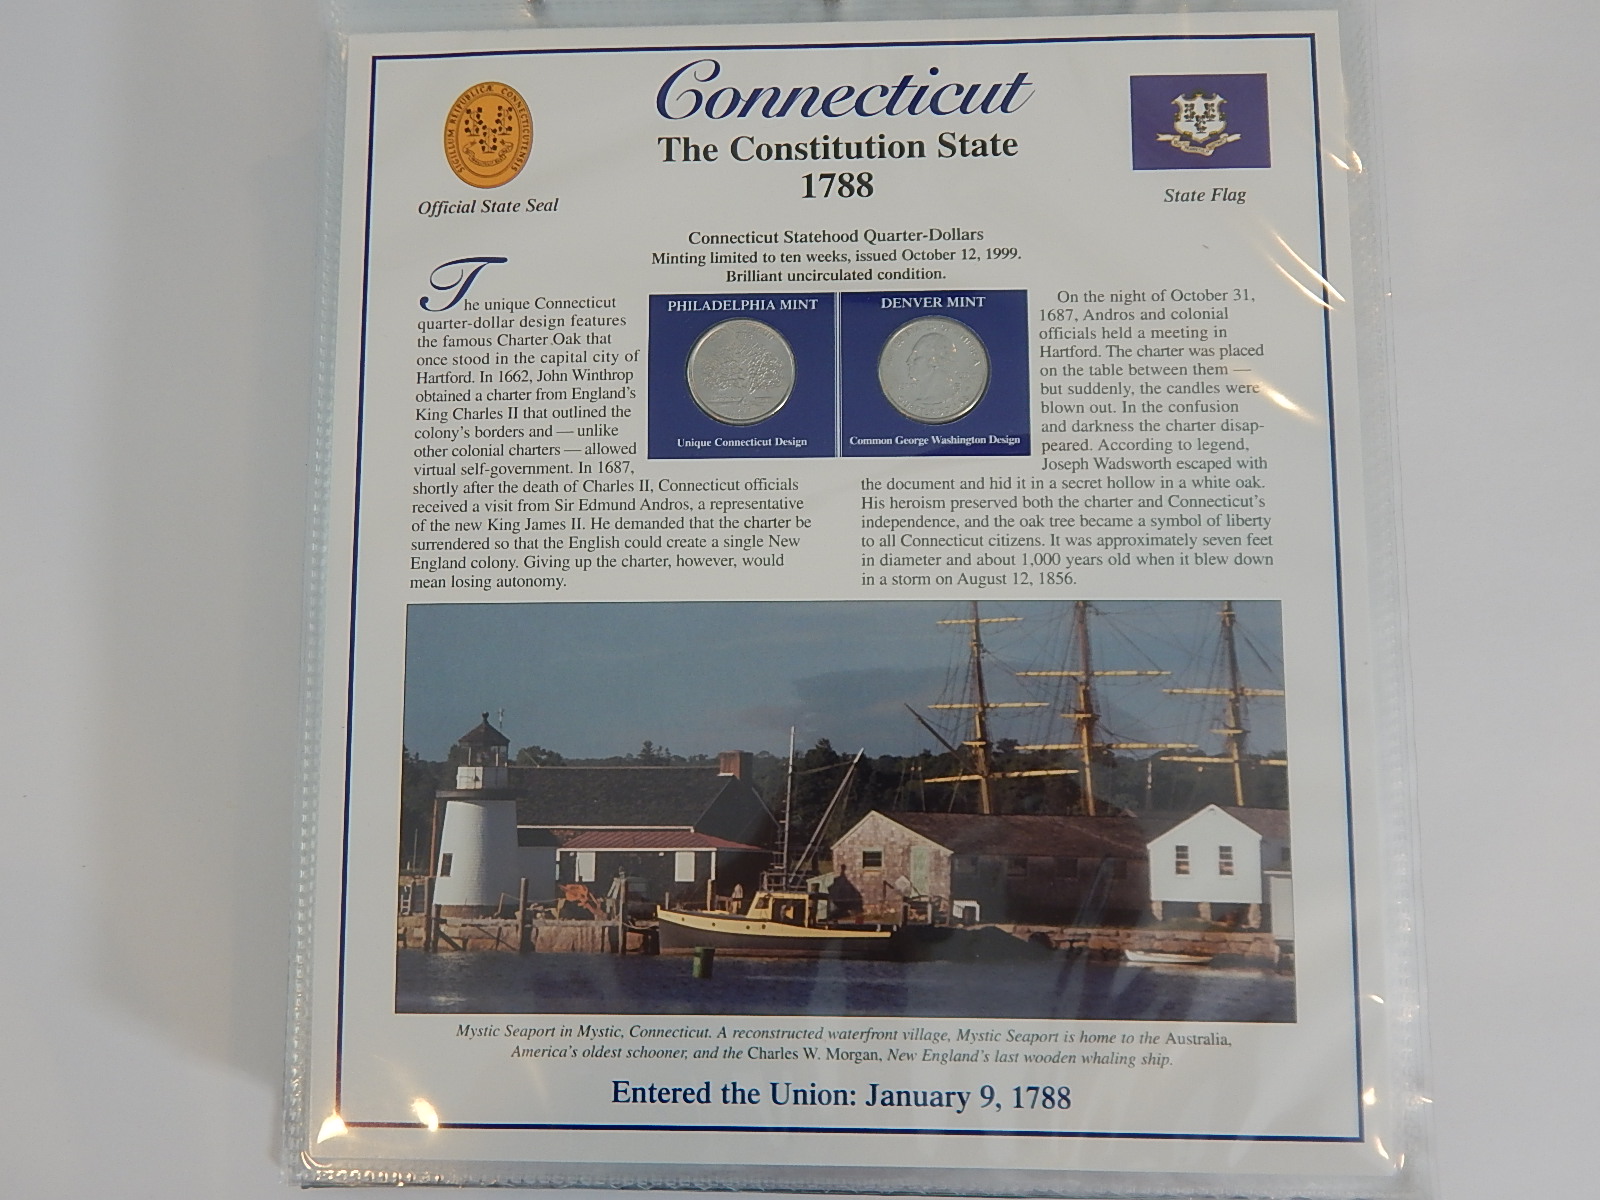 Connecticut
The Constitution State
1788
Official State Seal
State Flag
Connecticut Statehood Quarter-Dollars
Minting limited to ten weeks, issued October 12, 1999.
Brilliant uncirculated condition.
PHILADELPHIA MINT
DENVER MINT
Unique Connecticut Design
Common George Washington Design
The unique Connecticut
quarter-dollar design features
the famous Charter Oak that
once stood in the capital city of
Hartford. In 1662, John Winthrop
obtained a charter from England's
King Charles II that outlined the
colony's borders and — unlike
other colonial charters — allowed
virtual self-government. In 1687,
shortly after the death of Charles II, Connecticut officials
received a visit from Sir Edmund Andros, a representative
of the new King James II. He demanded that the charter be
surrendered so that the English could create a single New
England colony. Giving up the charter, however, would
mean losing autonomy.
On the night of October 31,
1687, Andros and colonial
officials held a meeting in
Hartford. The charter was placed
on the table between them —
but suddenly, the candles were
blown out. In the confusion
and darkness the charter disap-
peared. According to legend,
Joseph Wadsworth escaped with
the document and hid it in a secret hollow in a white oak.
His heroism preserved both the charter and Connecticut's
independence, and the oak tree became a symbol of liberty
to all Connecticut citizens. It was approximately seven feet
in diameter and about 1,000 years old when it blew down
in a storm on August 12, 1856.
Mystic Seaport in Mystic, Connecticut. A reconstructed waterfront village, Mystic Seaport is home to the Australia,
America's oldest schooner, and the Charles W. Morgan, New England's last wooden whaling ship.
Entered the Union: January 9, 1788